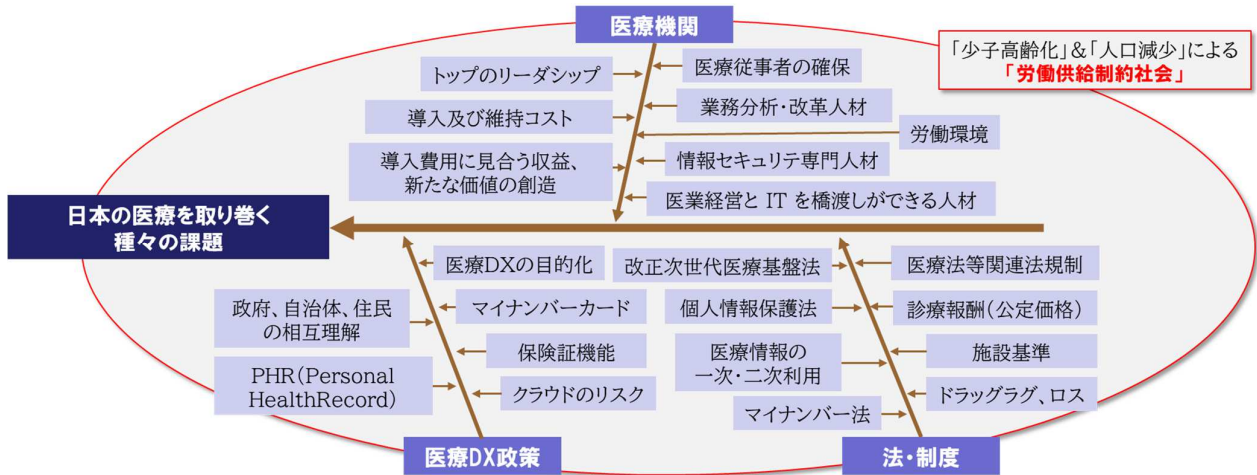 医療機関
「少子高齢化」&「人口減少」による
「労働供給制約社会」
トップのリーダシップ
医療従事者の確保
導入及び維持コスト
業務分析・改革人材
労働環境
導入費用に見合う収益、
新たな価値の創造
情報セキュリテ専門人材
医業経営と IT を橋渡しができる人材
日本の医療を取り巻く
種々の課題
医療DXの目的化
政府、自治体、住民
の相互理解
マイナンバーカード
保険証機能
PHR(Personal
HealthRecord)
クラウドのリスク
医療DX政策
改正次世代医療基盤法
医療法等関連法規制
個人情報保護法
診療報酬(公定価格)
医療情報の
一次・二次利用
施設基準
ドラッグラグ、ロス
マイナンバー法
法・制度